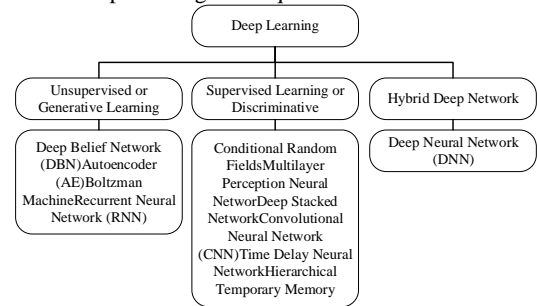 Deep Learning
Unsupervised or
Generative Learning
Supervised Learning or
Discriminative
Hybrid Deep Network
Deep Belief Network
(DBN)Autoencoder
(AE)Boltzman
MachineRecurrent Neural
Network (RNN)
Conditional Random
FieldsMultilayer
Perception Neural
NetworDeep Stacked
NetworkConvolutional
Neural Network
(CNN)Time Delay Neural
NetworkHierarchical
Temporary Memory
Deep Neural Network
(DNN)